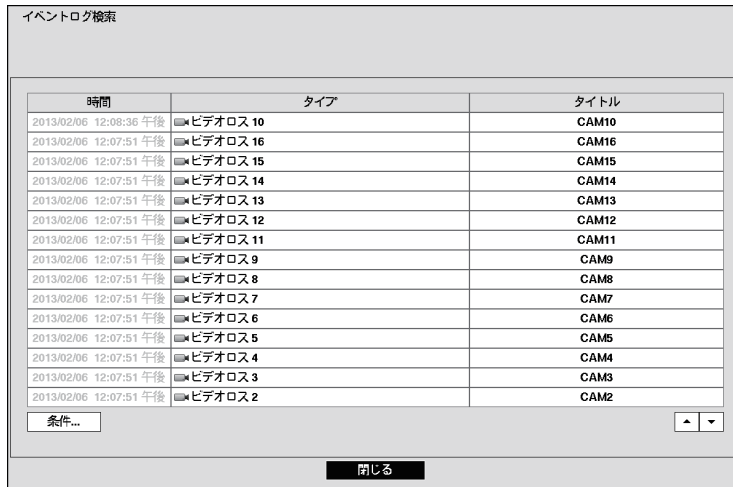 イベントログ検索
時間 タイプ タイトル
2013/02/06 12:08:36 午後 ビデオロス 10 CAM10
2013/02/06 12:07:51 午後 ビデオロス 16 CAM16
2013/02/06 12:07:51 午後 ビデオロス 15 CAM15
2013/02/06 12:07:51 午後 ビデオロス 14 CAM14
2013/02/06 12:07:51 午後 ビデオロス 13 CAM13
2013/02/06 12:07:51 午後 ビデオロス 12 CAM12
2013/02/06 12:07:51 午後 ビデオロス 11 CAM11
2013/02/06 12:07:51 午後 ビデオロス 9 CAM9
2013/02/06 12:07:51 午後 ビデオロス 8 CAM8
2013/02/06 12:07:51 午後 ビデオロス 7 CAM7
2013/02/06 12:07:51 午後 ビデオロス 6 CAM6
2013/02/06 12:07:51 午後 ビデオロス 5 CAM5
2013/02/06 12:07:51 午後 ビデオロス 4 CAM4
2013/02/06 12:07:51 午後 ビデオロス 3 CAM3
2013/02/06 12:07:51 午後 ビデオロス 2 CAM2
条件...
閉じる